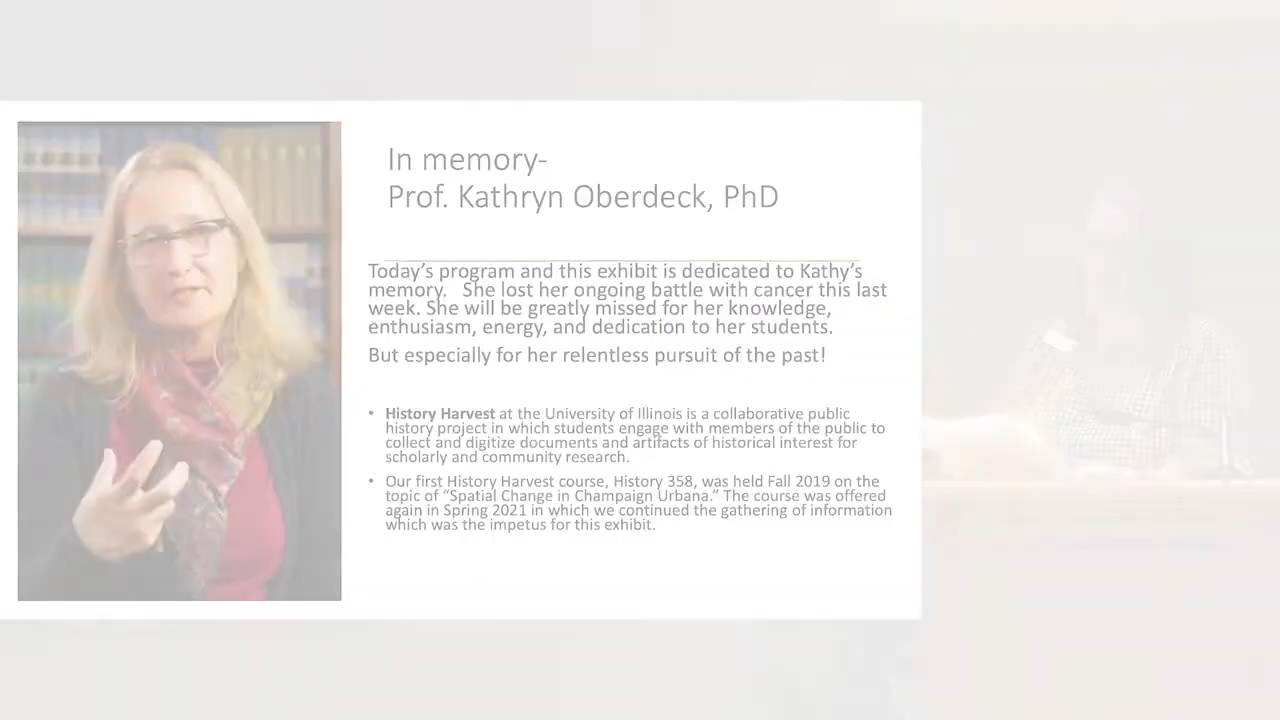 In memory-
Prof. Kathryn Oberdeck, PhD
Today's program and this exhibit is dedicated to Kathy's
memory. She lost her ongoing battle with cancer this last
week. She will be greatly missed for her knowledge,
enthusiasm, energy, and dedication to her students.
But especially for her relentless pursuit of the past!
• History Harvest at the University of Illinois is a collaborative public
history project in which students engage with members of the public to
collect and digitize documents and artifacts of historical interest for
scholarly and community research.
• Our first History Harvest course, History 358, was held Fall 2019 on the
topic of "Spatial Change in Champaign Urbana." The course was offered
again in Spring 2021 in which we continued the gathering of information
which was the impetus for this exhibit.